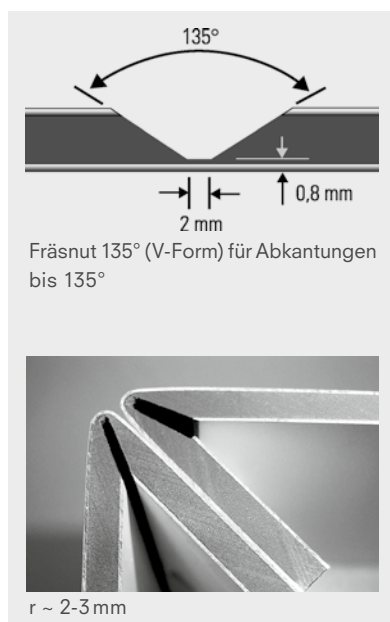 135°
0,8 mm
2 mm
Fräsnut 135° (V-Form) für Abkantungen
bis 135°
r ~ 2-3 mm